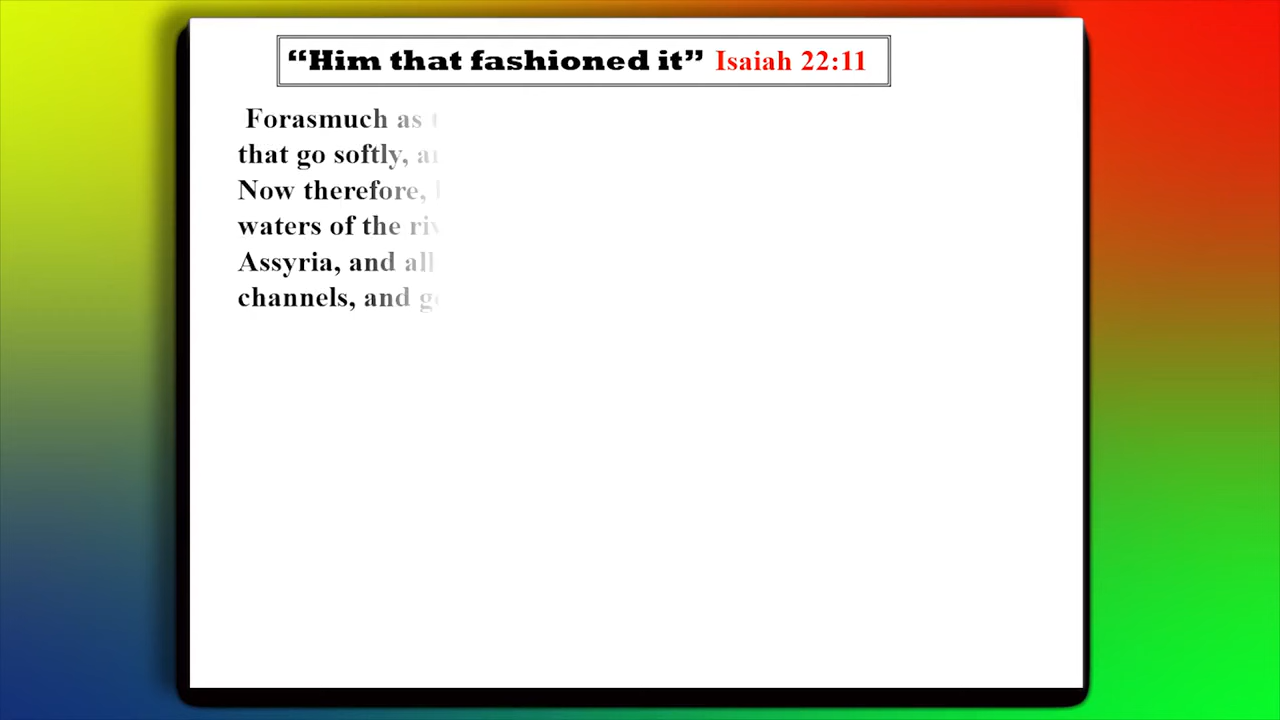 “Him that fashioned it” Isaiah 22:11
Forasmuch as
that go softly,
Now therefore,
waters of the
Assyria, and all
channels, and